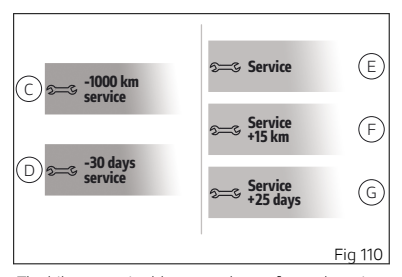 C
-1000 km
service
D
-30 days
service
E
Service
F
Service
+15 km
G
Service
+25 days
Fig 110